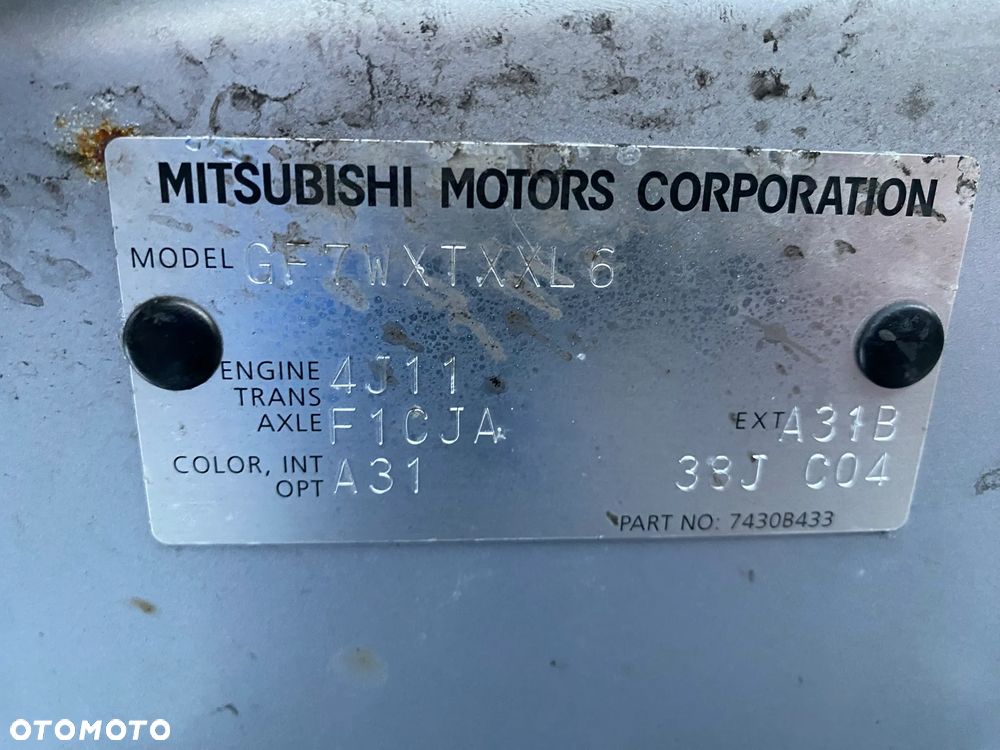 MITSUBISHI MOTORS CORPORATION
MODEL GF7WXTXXL6
ENGINE 4J11
TRANS
AXLE F1CJA EXT A31B
COLOR, INT
OPT A31 38J C04
PART NO: 7430B433
OTOMOTO